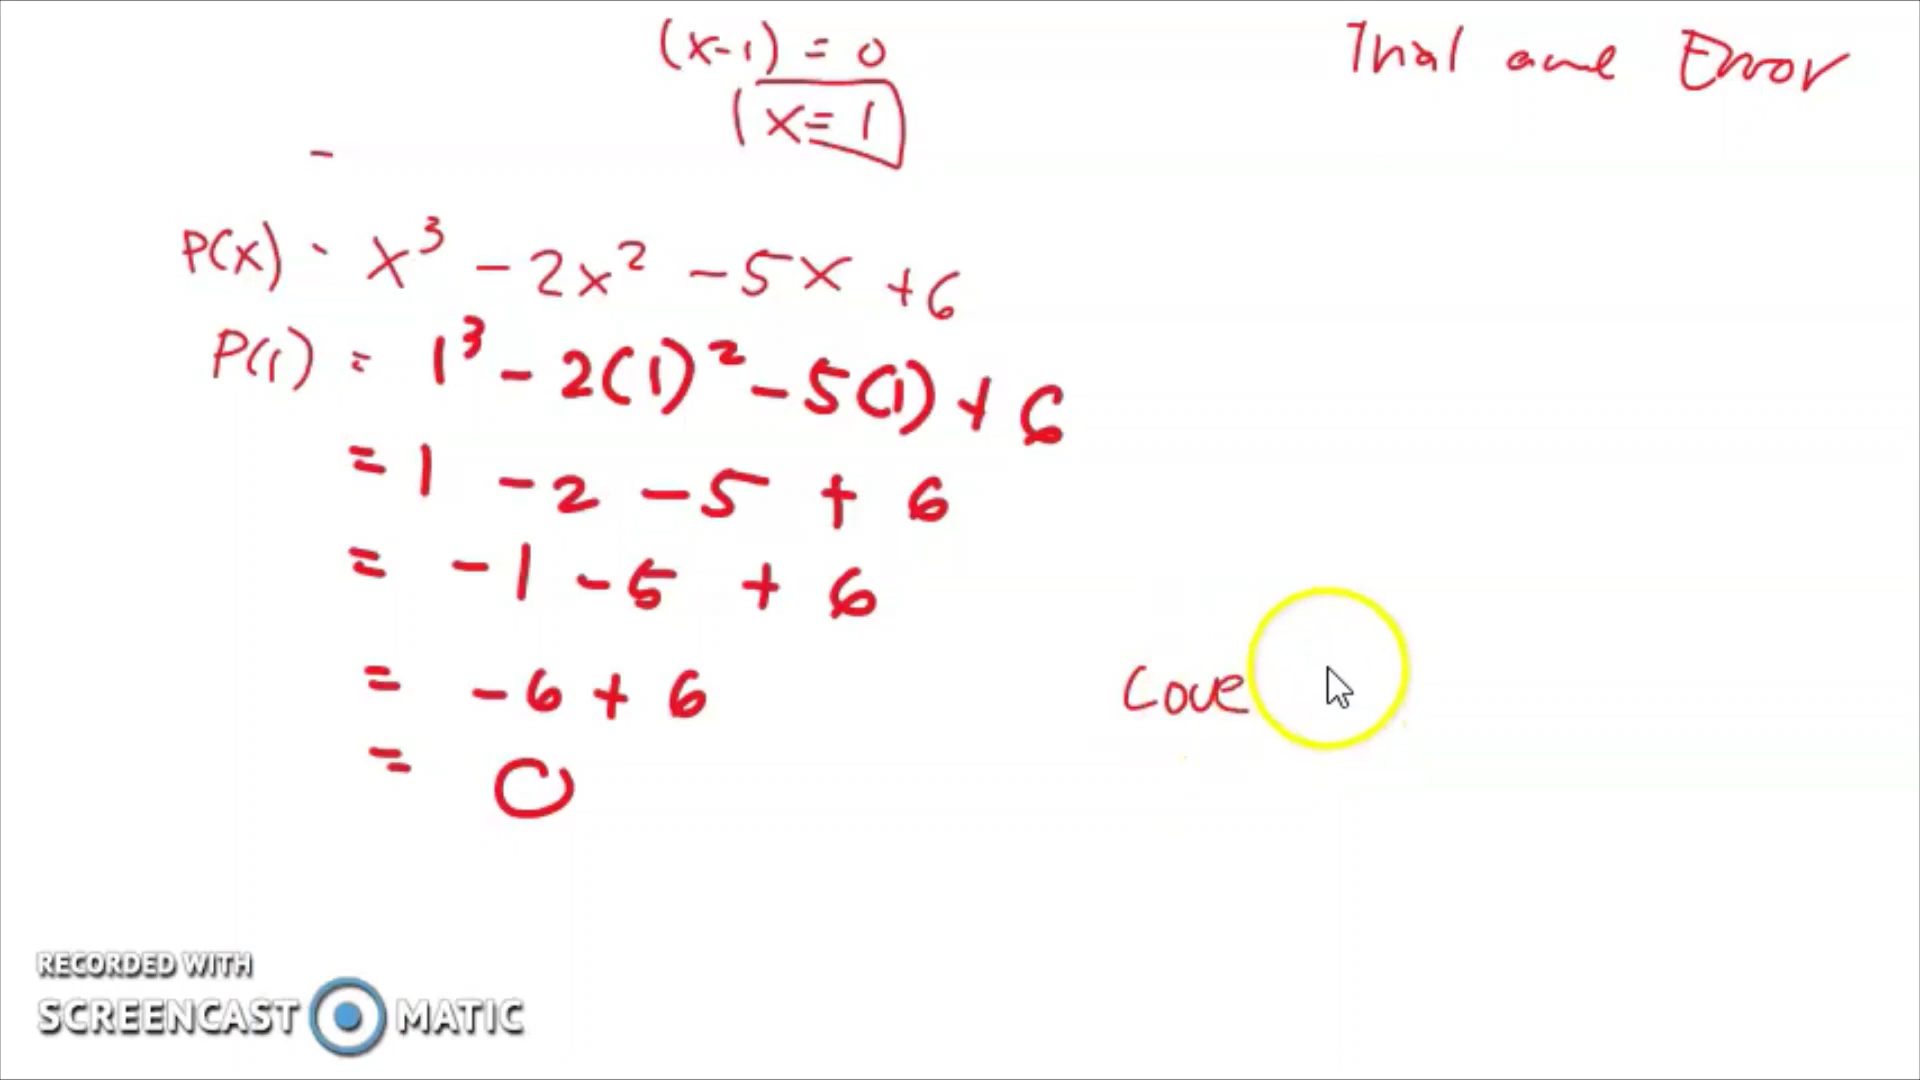 (x-1) = 0
Trial and Error
x = 1
-
P(x) - x³ - 2x² - 5x + 6
P(1) = 1³ - 2(1)² - 5(1) + 6
= 1 - 2 - 5 + 6
= -1 - 5 + 6
= -6 + 6
Cove
= 0
RECORDED WITH
SCREENCAST MATIC